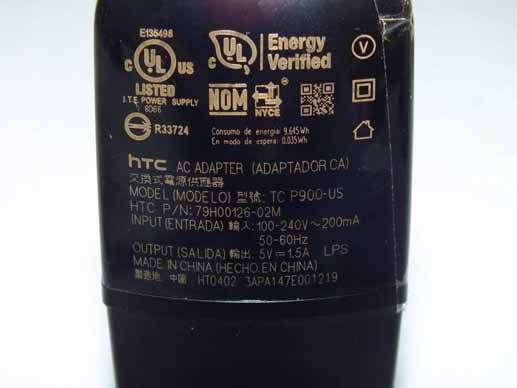 E135496
C UL US
LISTED
I.T.E. POWER SUPPLY
8D66
R33724
C UL
Energy
Verified
V
NOM
NYCE
Consumo de energía: 9.645Wh
En modo de espera: 0.035Wh
htc AC ADAPTER (ADAPTADOR CA)
交換式電源供應器
MODEL (MODELO) 型號: TC P900-US
HTC P/N: 79H00126-02M
INPUT (ENTRADA) 輸入: 100-240V~200mA
50-60Hz
OUTPUT (SALIDA) 輸出: 5V⎓1.5A LPS
MADE IN CHINA (HECHO EN CHINA)
製造地: 中國 HT0402 3APA147E001219